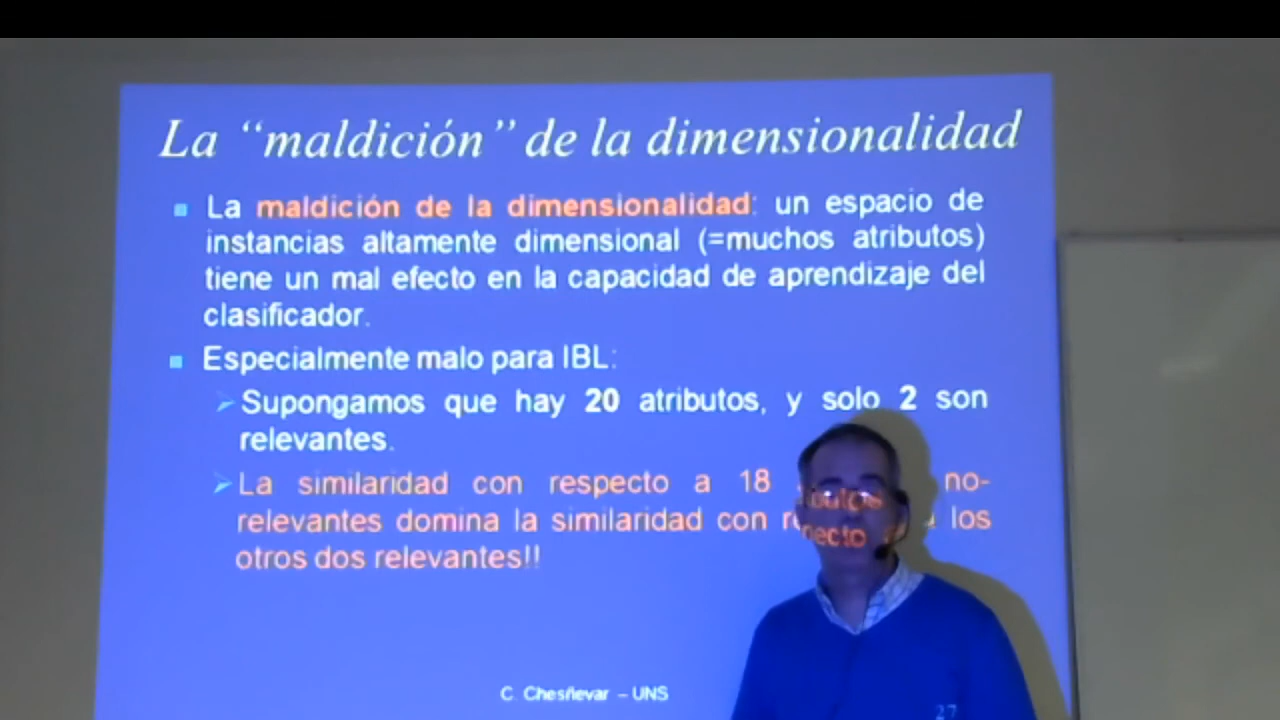 La “maldición” de la dimensionalidad
La maldición de la dimensionalidad: un espacio de
instancias altamente dimensional (=muchos atributos)
tiene un mal efecto en la capacidad de aprendizaje del
clasificador.
Especialmente malo para IBL:
Supongamos que hay 20 atributos, y solo 2 son
relevantes.
La similaridad con respecto a 18 no-
relevantes domina la similaridad con respecto a los
otros dos relevantes!!
C. Chesñevar – UNS
27